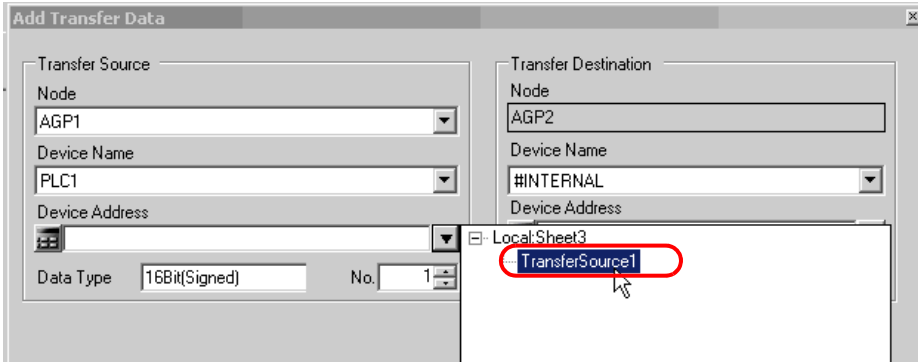 Add Transfer Data
Transfer Source
Node
AGP1
Device Name
PLC1
Device Address
Data Type 16Bit(Signed) No. 1
Transfer Destination
Node
AGP2
Device Name
#INTERNAL
Device Address
Local:Sheet3
TransferSource1